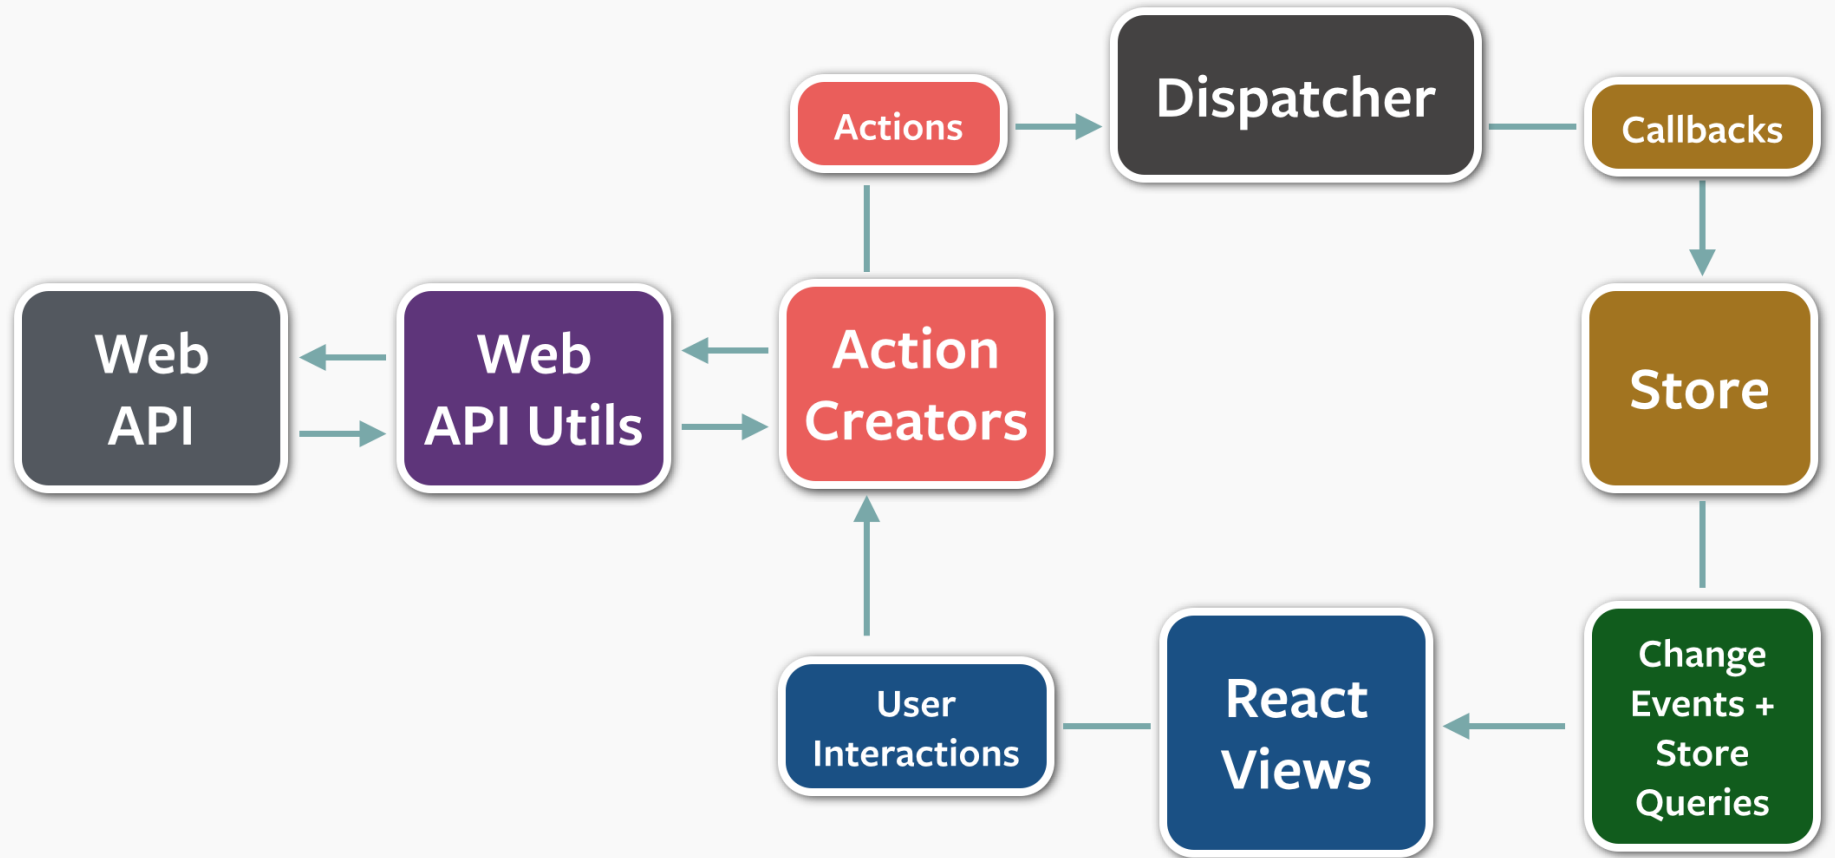 Dispatcher
Actions
Callbacks
Web
API
Web
API Utils
Action
Creators
Store
User
Interactions
React
Views
Change
Events +
Store
Queries